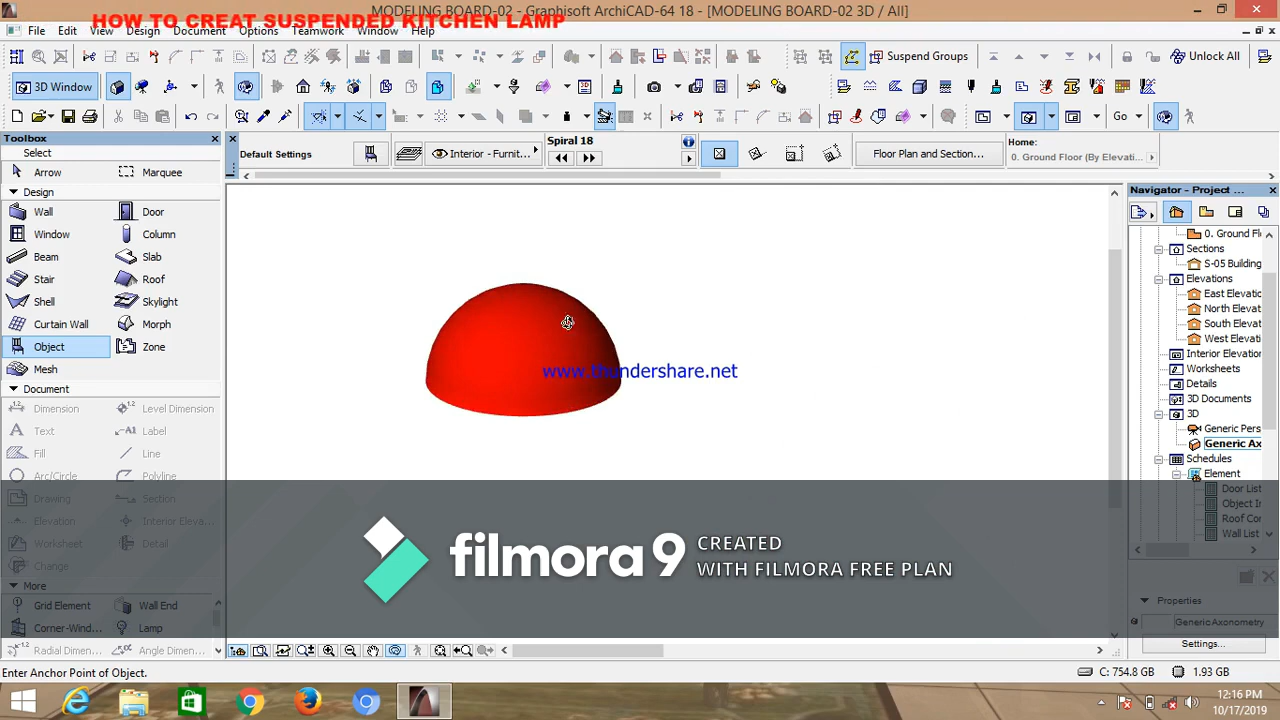 MODELING BOARD-02 - Graphisoft ArchiCAD-64 18 - [MODELING BOARD-02 3D / All]
HOW TO CREAT SUSPENDED KITCHEN LAMP
File Edit View Design Document Options Teamwork Window Help
Suspend Groups
Unlock All
3D Window
Go
Toolbox
Select
Arrow Marquee
Design
Wall Door
Window Column
Beam Slab
Stair Roof
Shell Skylight
Curtain Wall Morph
Object Zone
Mesh
Document
Dimension Level Dimension
Text Label
Fill Line
Arc/Circle Polyline
Drawing Section
Elevation Interior Eleva...
Worksheet Detail
Change
More
Grid Element Wall End
Corner-Wind... Lamp
Radial Dimen... Angle Dimen...
Default Settings
Interior - Furnit...
Spiral 18
Floor Plan and Section...
Home:
0. Ground Floor (By Elevati...
www.thundershare.net
filmora9
CREATED
WITH FILMORA FREE PLAN
Navigator - Project ...
0. Ground Fl
Sections
S-05 Building
Elevations
East Elevatio
North Elevatio
South Elevati
West Elevatio
Interior Elevation
Worksheets
Details
3D Documents
3D
Generic Pers
Generic Axo
Schedules
Element
Door List
Object In
Roof Cor
Wall List
Properties
Generic Axonometry
Settings...
Enter Anchor Point of Object.
C: 754.8 GB
1.93 GB
12:16 PM
10/17/2019